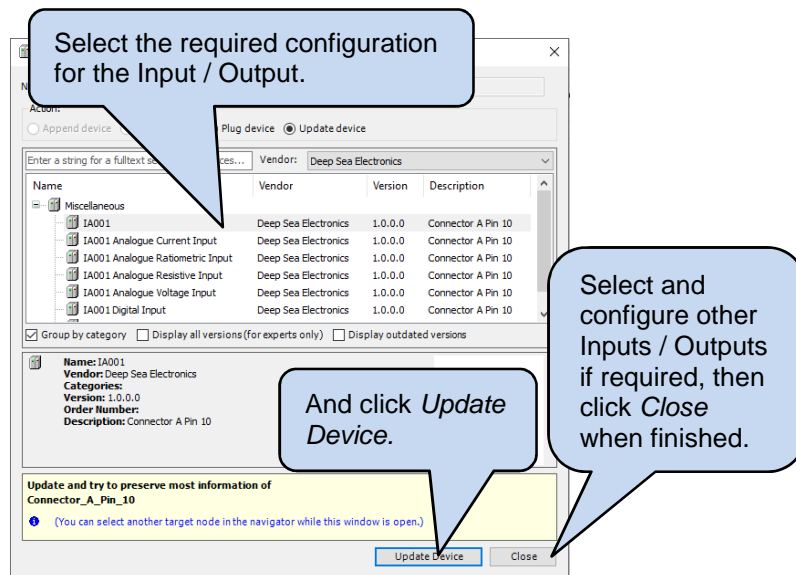 Select the required configuration
for the Input / Output.
N
Action:
Append device
Plug device
Update device
Enter a string for a fulltext se
ces...
Vendor:
Deep Sea Electronics
Name Vendor Version Description
Miscellaneous
IA001 Deep Sea Electronics 1.0.0.0 Connector A Pin 10
IA001 Analogue Current Input Deep Sea Electronics 1.0.0.0 Connector A Pin 10
IA001 Analogue Ratiometric Input Deep Sea Electronics 1.0.0.0 Connector A Pin 10
IA001 Analogue Resistive Input Deep Sea Electronics 1.0.0.0 Connector A Pin 10
IA001 Analogue Voltage Input Deep Sea Electronics 1.0.0.0 Connector A Pin 10
IA001 Digital Input Deep Sea Electronics 1.0.0.0 Connector A Pin 10
Group by category Display all versions (for experts only) Display outdated versions
Name: IA001
Vendor: Deep Sea Electronics
Categories:
Version: 1.0.0.0
Order Number:
Description: Connector A Pin 10
Select and
configure other
Inputs / Outputs
if required, then
click Close
when finished.
And click Update
Device.
Update and try to preserve most information of
Connector_A_Pin_10
(You can select another target node in the navigator while this window is open.)
Update Device
Close